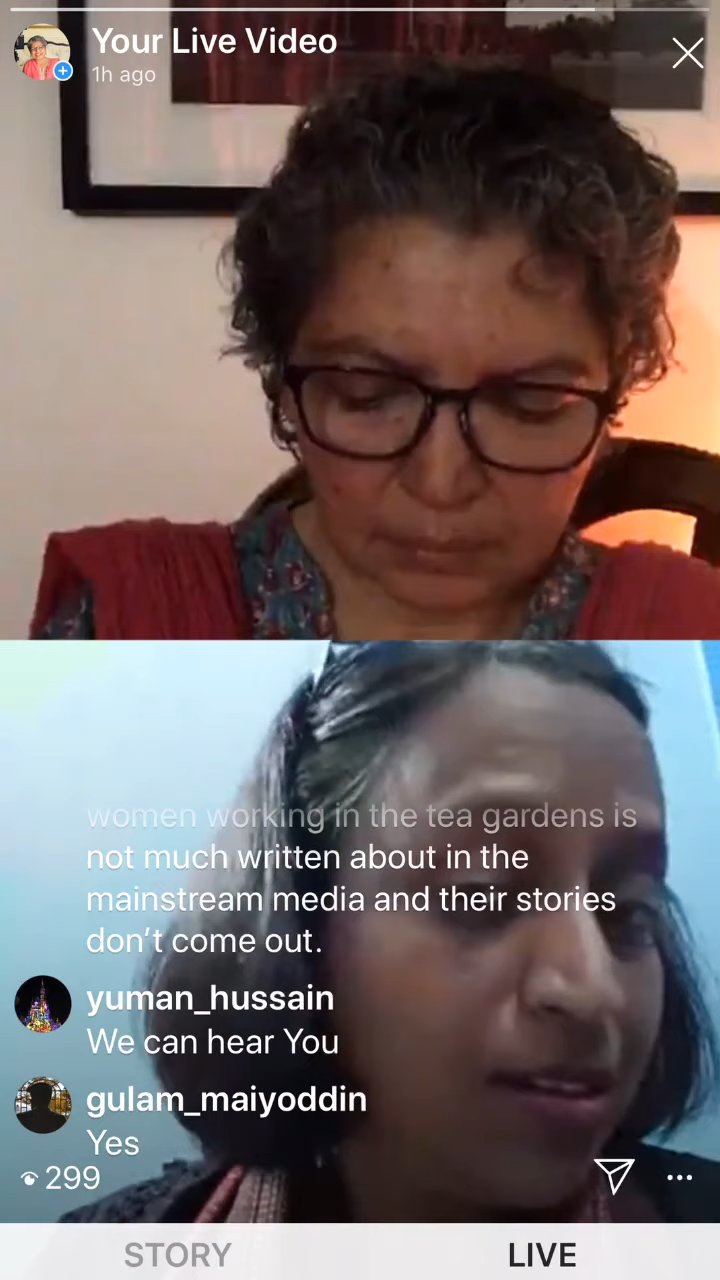 Your Live Video
1h ago
women working in the tea gardens is
not much written about in the
mainstream media and their stories
don't come out.
yuman_hussain
We can hear You
gulam_maiyoddin
Yes
299
STORY
LIVE